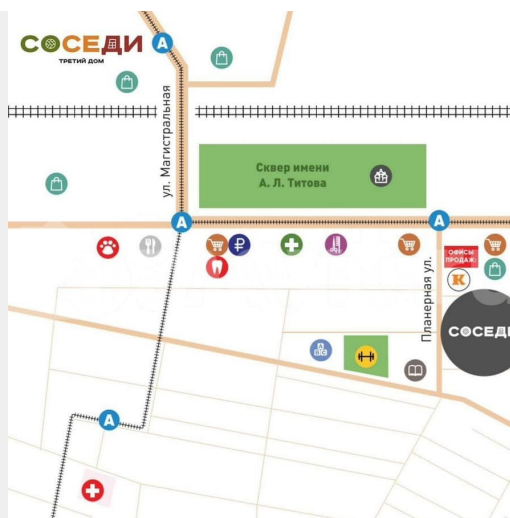 СОСЕДИ
ТРЕТИЙ ДОМ
А
ул. Магистральная
Сквер имени
А. Л. Титова
А
А
₽
Планерная ул.
ОФИСЫ
ПРОДАЖ
К
СОСЕДИ
А